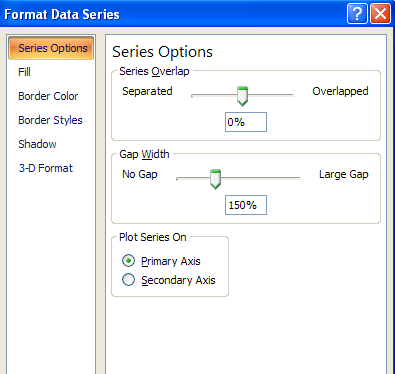 Format Data Series
Series Options
Fill
Border Color
Border Styles
Shadow
3-D Format
Series Options
Series Overlap
Separated Overlapped
0%
Gap Width
No Gap Large Gap
150%
Plot Series On
Primary Axis
Secondary Axis